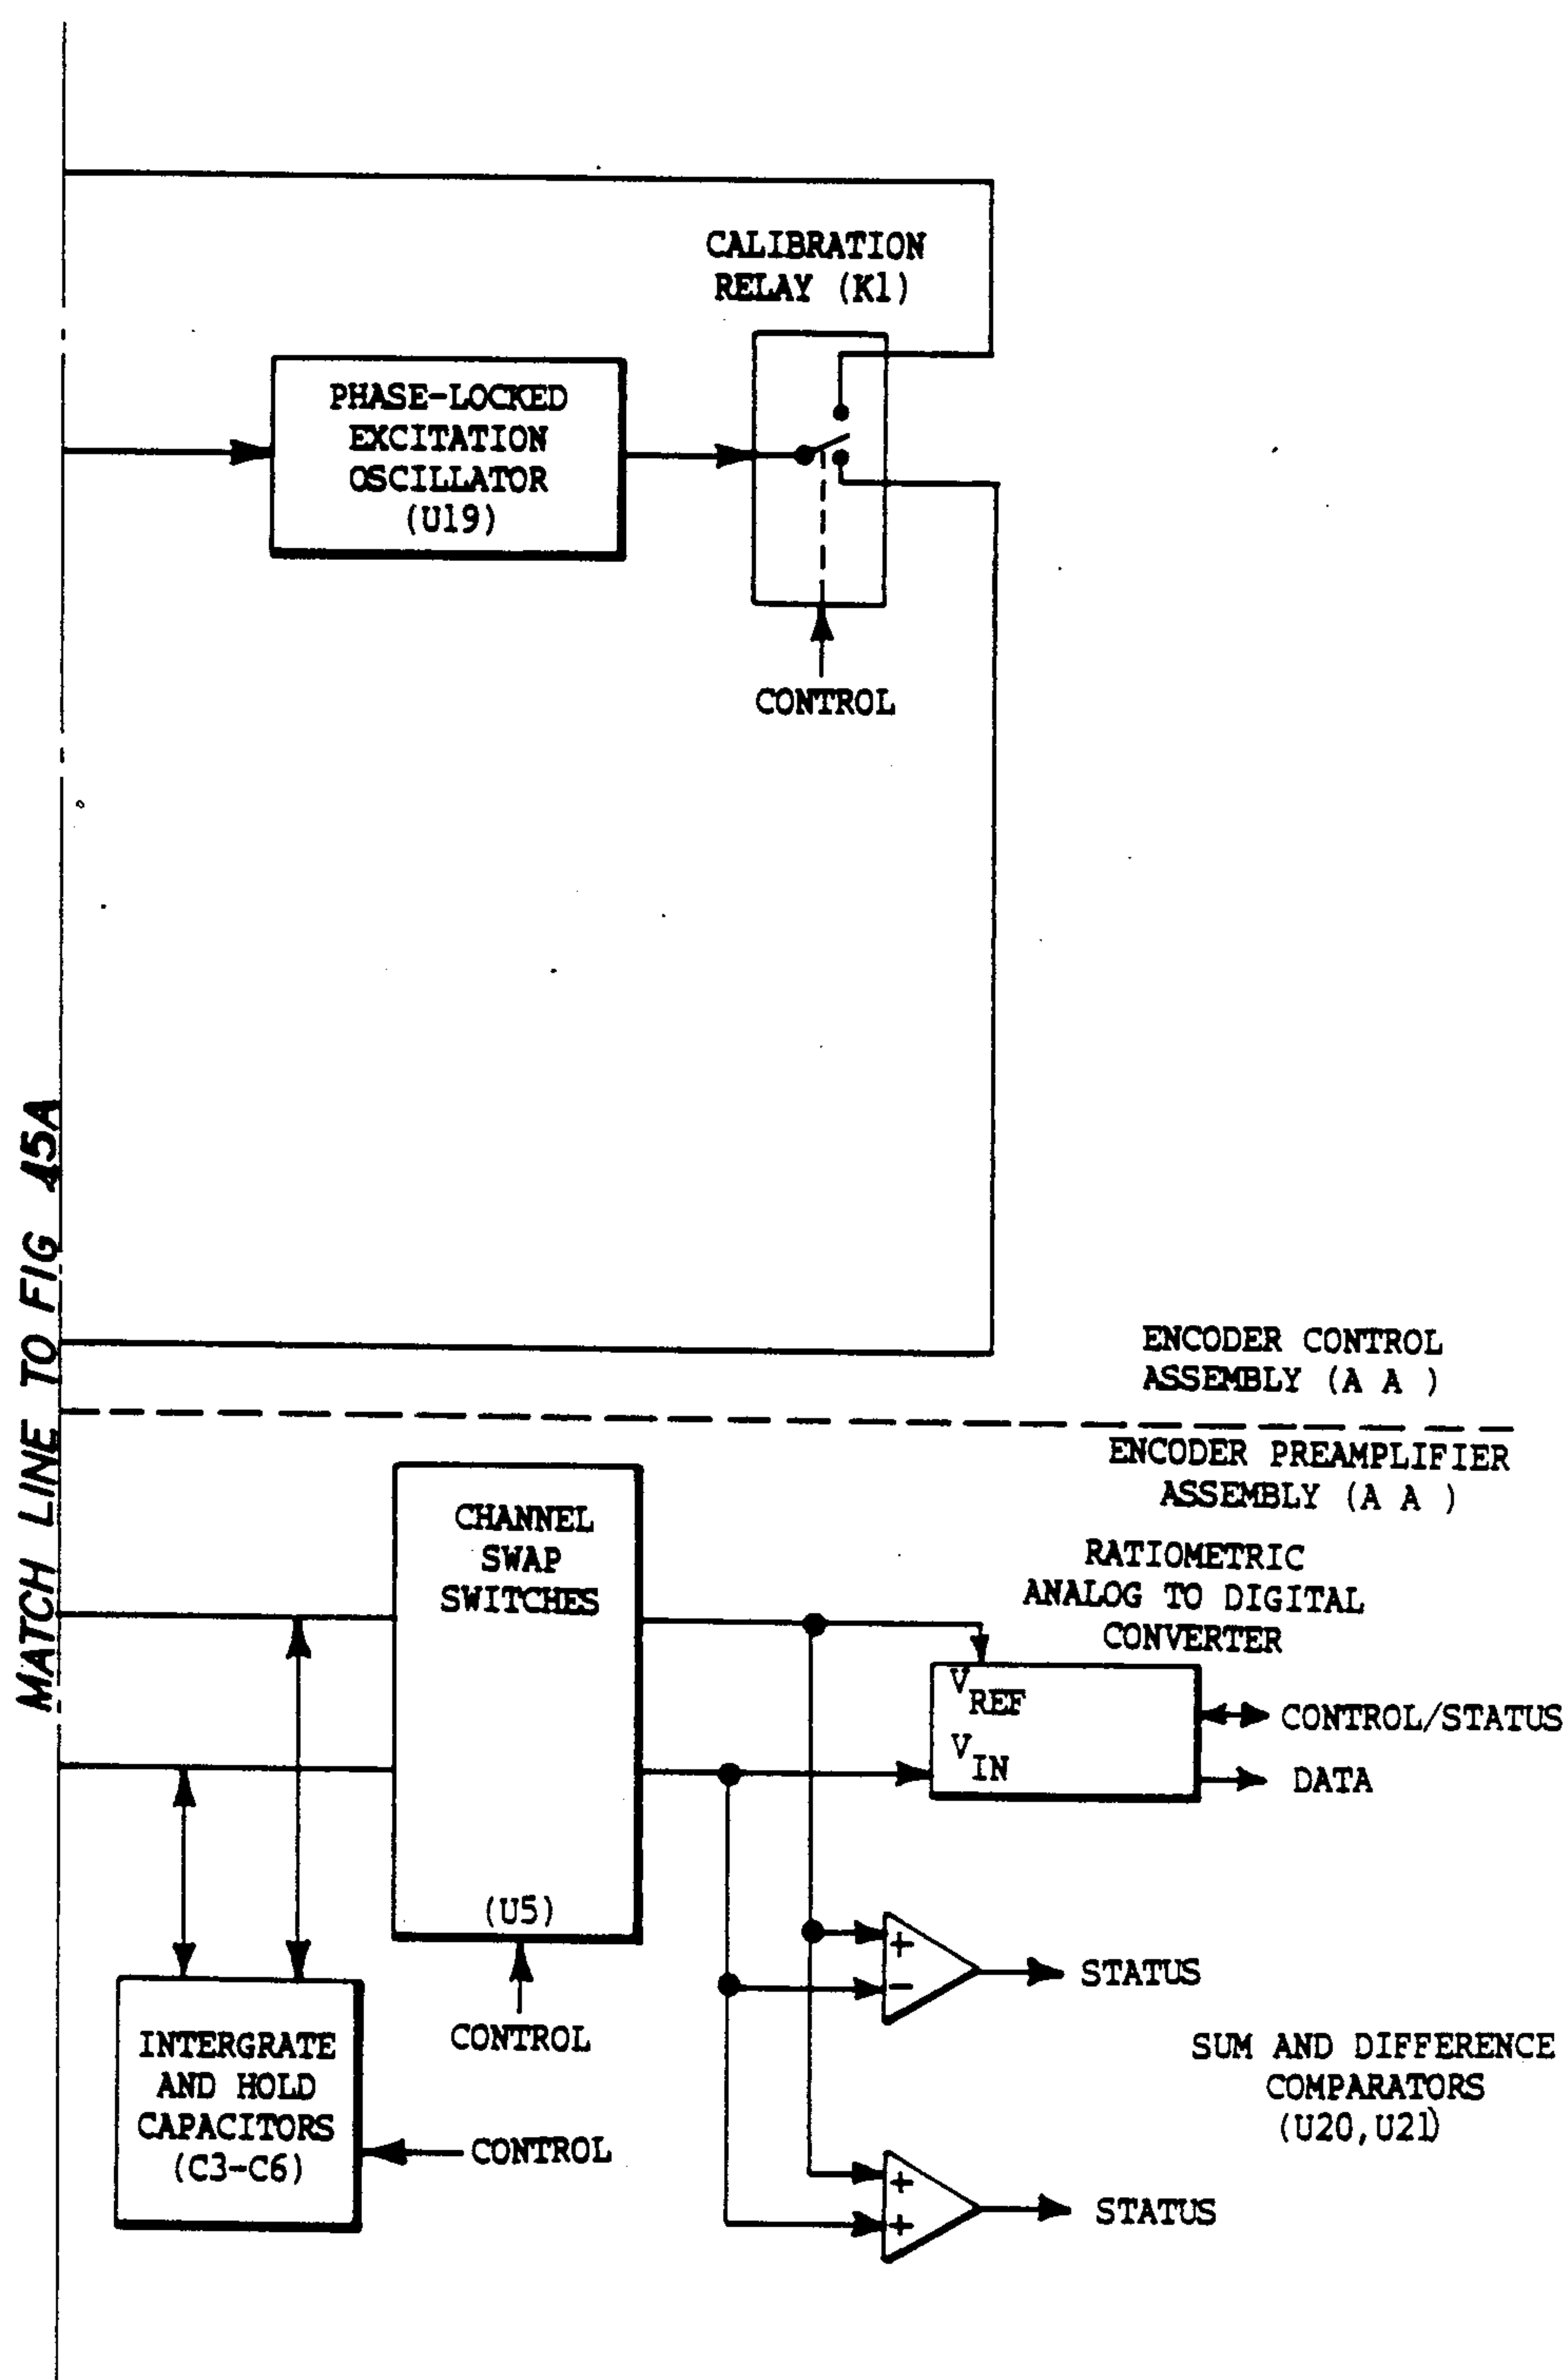 CALIBRATION
RELAY (K1)
PHASE-LOCKED
EXCITATION
OSCILLATOR
(U19)
CONTROL
MATCH LINE TO FIG 45A
ENCODER CONTROL
ASSEMBLY (A A )
ENCODER PREAMPLIFIER
ASSEMBLY (A A )
CHANNEL
SWAP
SWITCHES
(U5)
CONTROL
RATIOMETRIC
ANALOG TO DIGITAL
CONVERTER
VREF
VIN
CONTROL/STATUS
DATA
+
-
STATUS
INTERGRATE
AND HOLD
CAPACITORS
(C3-C6)
CONTROL
SUM AND DIFFERENCE
COMPARATORS
(U20,U21)
+
+
STATUS